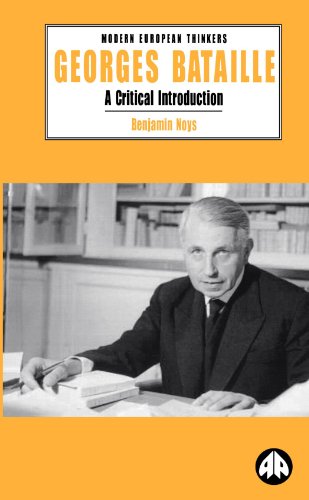 MODERN EUROPEAN THINKERS
GEORGES BATAILLE
A Critical Introduction
Benjamin Noys